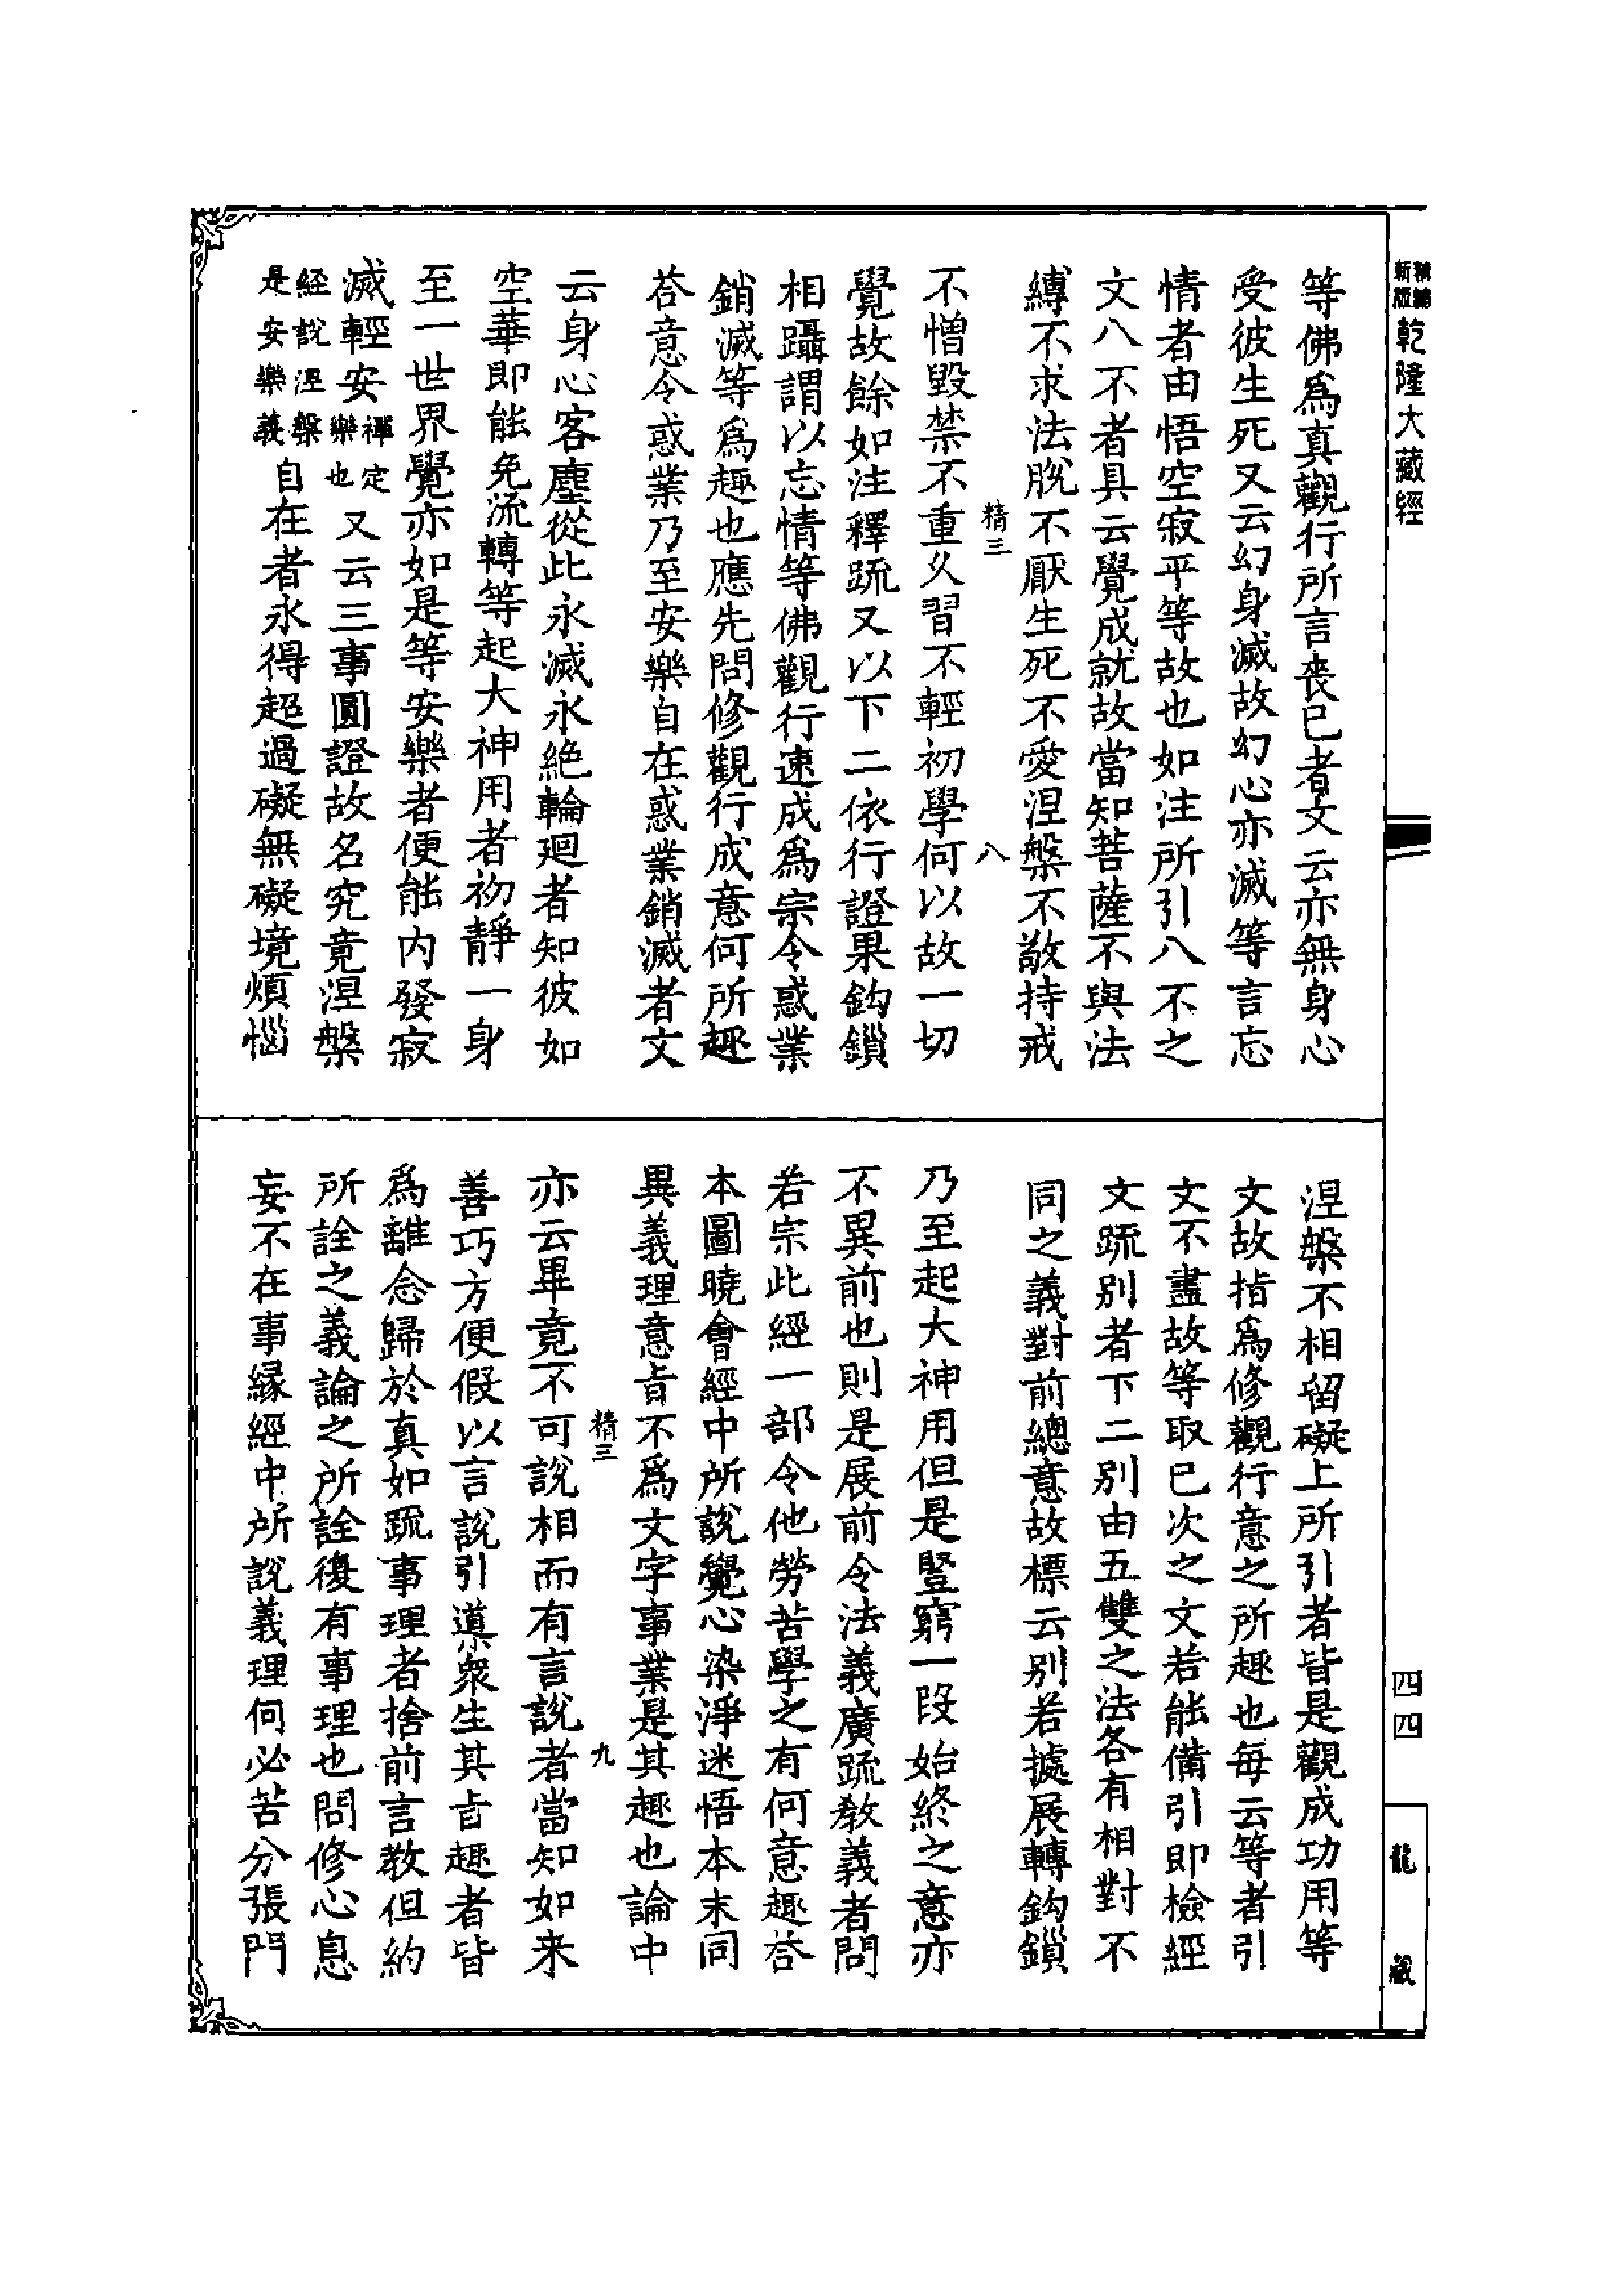 乾隆大藏經
等佛爲真觀行所言喪已者文云亦無身心
受彼生死又云幻身滅故幻心亦滅等言忘
情者由悟空寂平等故也如注所引八不之
文八不者具云覺成就故當知菩薩不與法
縛不求法脫不厭生死不愛涅槃不敬持戒
精三
八
不憎毀禁不重久習不輕初學何以故一切
覺故餘如注釋䟽又以下二依行證果鈎鎖
相躡謂以忘情等佛觀行速成爲宗令惑業
銷滅等爲趣也應先問修觀行成意何所趣
荅意令惑業乃至安樂自在惑業銷滅者文
云身心客塵從此永滅永絶輪廻者知彼如
空華即能免流轉等起大神用者初靜一身
至一世界覺亦如是等安樂者便能内發寂
滅輕安禪定樂也又云三事圓證故名究竟涅槃
經說涅槃是安樂義自在者永得超過礙無礙境煩惱
涅槃不相留礙上所引者皆是觀成功用等
文故指爲修觀行意之所趣也每云等者引
文不盡故等取已次之文若能備引即檢經
文䟽別者下二別由五雙之法各有相對不
同之義對前總意故標云別若據展轉鈎鎖
乃至起大神用但是豎窮一段始終之意亦
不異前也則是展前令法義廣䟽教義者問
若宗此經一部令他勞苦學之有何意趣荅
本圖曉會經中所說覺心染淨迷悟本末同
異義理意㫖不爲文字事業是其趣也論中
精三
九
亦云畢竟不可說相而有言說者當知如来
善巧方便假以言說引導衆生其㫖趣者皆
爲離念歸於真如䟽事理者捨前言教但約
所詮之義論之所詮復有事理也問修心息
妄不在事縁經中所說義理何必苦分張門
四四
龍藏